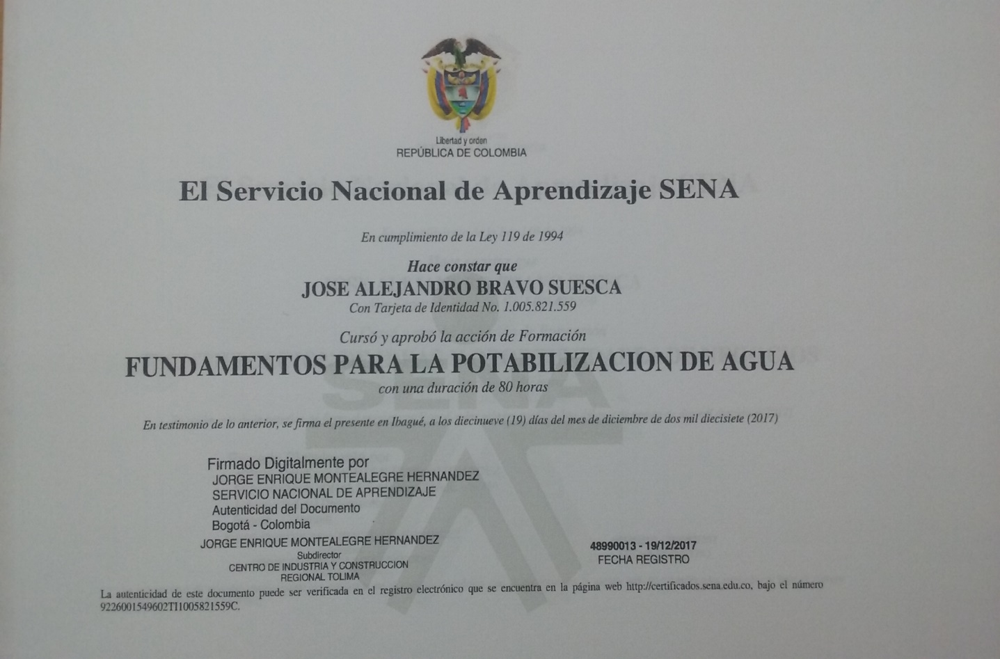 Libertad y orden
REPÚBLICA DE COLOMBIA
El Servicio Nacional de Aprendizaje SENA
En cumplimiento de la Ley 119 de 1994
Hace constar que
JOSE ALEJANDRO BRAVO SUESCA
Con Tarjeta de Identidad No. 1.005.821.559
Cursó y aprobó la acción de Formación
FUNDAMENTOS PARA LA POTABILIZACION DE AGUA
con una duración de 80 horas
SENA
En testimonio de lo anterior, se firma el presente en Ibagué, a los diecinueve (19) días del mes de diciembre de dos mil diecisiete (2017)
Firmado Digitalmente por
JORGE ENRIQUE MONTEALEGRE HERNANDEZ
SERVICIO NACIONAL DE APRENDIZAJE
Autenticidad del Documento
Bogotá - Colombia
JORGE ENRIQUE MONTEALEGRE HERNANDEZ
Subdirector
CENTRO DE INDUSTRIA Y CONSTRUCCION
REGIONAL TOLIMA
48990013 - 19/12/2017
FECHA REGISTRO
La autenticidad de este documento puede ser verificada en el registro electrónico que se encuentra en la página web http://certificados.sena.edu.co, bajo el número
9226001549602TI1005821559C.